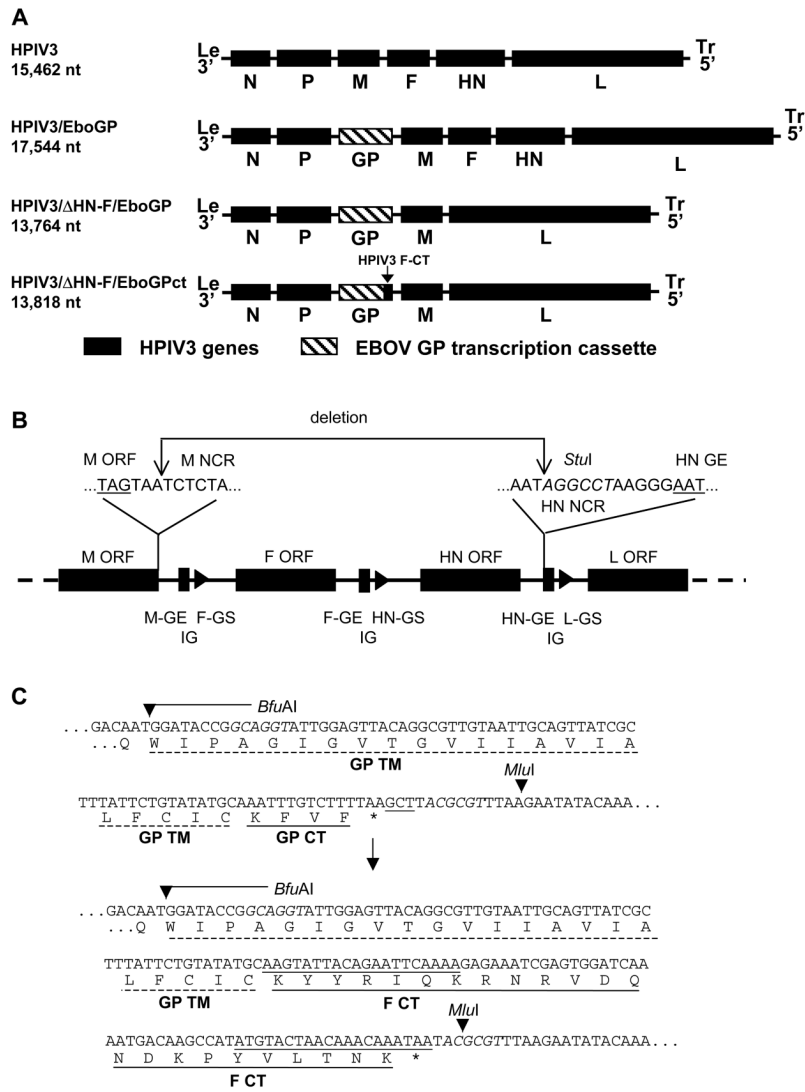 A
HPIV3
15,462 nt
Le
3’
Tr
5’
N P M F HN L
HPIV3/EboGP
17,544 nt
Le
3’
Tr
5’
N P GP M F HN L
HPIV3/ΔHN-F/EboGP
13,764 nt
Le
3’
Tr
5’
N P GP M L
HPIV3 F-CT
HPIV3/ΔHN-F/EboGPct
13,818 nt
Le
3’
Tr
5’
N P GP M L
HPIV3 genes EBOV GP transcription cassette
B
deletion
M ORF M NCR StuI HN GE
...TAGTAATCTCTA... ...AATAGGCCTAAGGGAAT...
HN NCR
M ORF F ORF HN ORF L ORF
M-GE F-GS F-GE HN-GS HN-GE L-GS
IG IG IG
C
BfuAI
...GACAATGGATACCGGCAGGTATTGGAGTTACAGGCGTTGTAATTGCAGTTATCGC
...Q W I P A G I G V T G V I I A V I A
GP TM
MluI
TTTATTCTGTATATGCAAATTTGTCTTTTAAGCTTACGCGTTTAAGAATATACAAA...
L F C I C K F V F *
GP TM GP CT
BfuAI
...GACAATGGATACCGGCAGGTATTGGAGTTACAGGCGTTGTAATTGCAGTTATCGC
...Q W I P A G I G V T G V I I A V I A
TTTATTCTGTATATGCAAGTATTACAGAATTCAAAAGAGAAATCGAGTGGATCAA
L F C I C K Y Y R I Q K R N R V D Q
GP TM F CT
MluI
AATGACAAGCCATATGTACTAACAAACAAATAATACGCGTTTAAGAATATACAAA...
N D K P Y V L T N K *
F CT